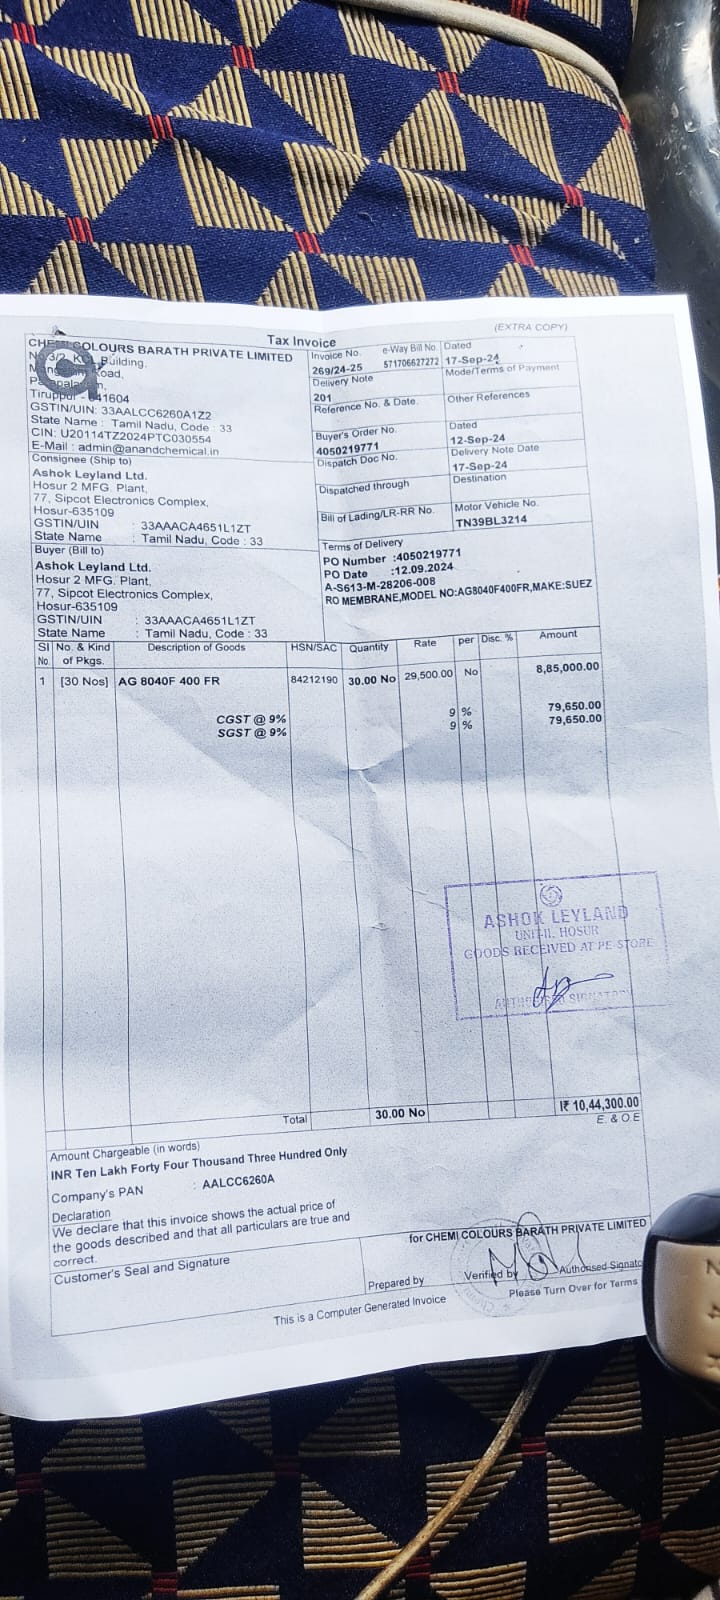 (EXTRA COPY)
Tax Invoice
CHEMI COLOURS BARATH PRIVATE LIMITED
No 3/2, Building,
Road,
Tiruppur - 641604
GSTIN/UIN: 33AALCC6260A1Z2
State Name : Tamil Nadu, Code : 33
CIN: U20114TZ2024PTC030554
E-Mail : admin@anandchemical.in
Invoice No. e-Way Bill No. Dated
269/24-25 571706627272 17-Sep-24
Delivery Note Mode/Terms of Payment
201
Reference No. & Date. Other References
Buyer's Order No. Dated
4050219771 12-Sep-24
Dispatch Doc No. Delivery Note Date
17-Sep-24
Dispatched through Destination
Bill of Lading/LR-RR No. Motor Vehicle No.
TN39BL3214
Terms of Delivery
PO Number :4050219771
PO Date :12.09.2024
A-S613-M-28206-008
RO MEMBRANE,MODEL NO:AG8040F400FR,MAKE:SUEZ
Consignee (Ship to)
Ashok Leyland Ltd.
Hosur 2 MFG. Plant,
77, Sipcot Electronics Complex,
Hosur-635109
GSTIN/UIN : 33AAACA4651L1ZT
State Name : Tamil Nadu, Code : 33
Buyer (Bill to)
Ashok Leyland Ltd.
Hosur 2 MFG. Plant,
77, Sipcot Electronics Complex,
Hosur-635109
GSTIN/UIN : 33AAACA4651L1ZT
State Name : Tamil Nadu, Code : 33
Sl No. & Kind Description of Goods HSN/SAC Quantity Rate per Disc. % Amount
No. of Pkgs.
1 [30 Nos] AG 8040F 400 FR 84212190 30.00 No 29,500.00 No 8,85,000.00
CGST @ 9% 9 % 79,650.00
SGST @ 9% 9 % 79,650.00
ASHOK LEYLAND
UNIT-II, HOSUR
GOODS RECEIVED AT PE STORE
AUTHORISED SIGNATORY
Total 30.00 No I₹ 10,44,300.00
E. & O.E
Amount Chargeable (in words)
INR Ten Lakh Forty Four Thousand Three Hundred Only
Company's PAN : AALCC6260A
Declaration
We declare that this invoice shows the actual price of
the goods described and that all particulars are true and
correct.
Customer's Seal and Signature
for CHEMI COLOURS BARATH PRIVATE LIMITED
Prepared by Verified by Authorised Signato
This is a Computer Generated Invoice
Please Turn Over for Terms